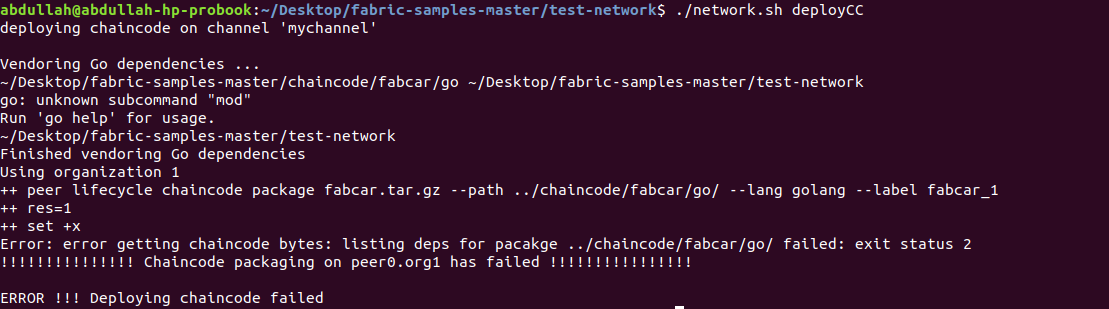 abdullah@abdullah-hp-probook:~/Desktop/fabric-samples-master/test-network$ ./network.sh deployCC
deploying chaincode on channel 'mychannel'
Vendoring Go dependencies ...
~/Desktop/fabric-samples-master/chaincode/fabcar/go ~/Desktop/fabric-samples-master/test-network
go: unknown subcommand "mod"
Run 'go help' for usage.
~/Desktop/fabric-samples-master/test-network
Finished vendoring Go dependencies
Using organization 1
++ peer lifecycle chaincode package fabcar.tar.gz --path ../chaincode/fabcar/go/ --lang golang --label fabcar_1
++ res=1
++ set +x
Error: error getting chaincode bytes: listing deps for pacakge ../chaincode/fabcar/go/ failed: exit status 2
!!!!!!!!!!!!!!! Chaincode packaging on peer0.org1 has failed !!!!!!!!!!!!!!!!
ERROR !!! Deploying chaincode failed